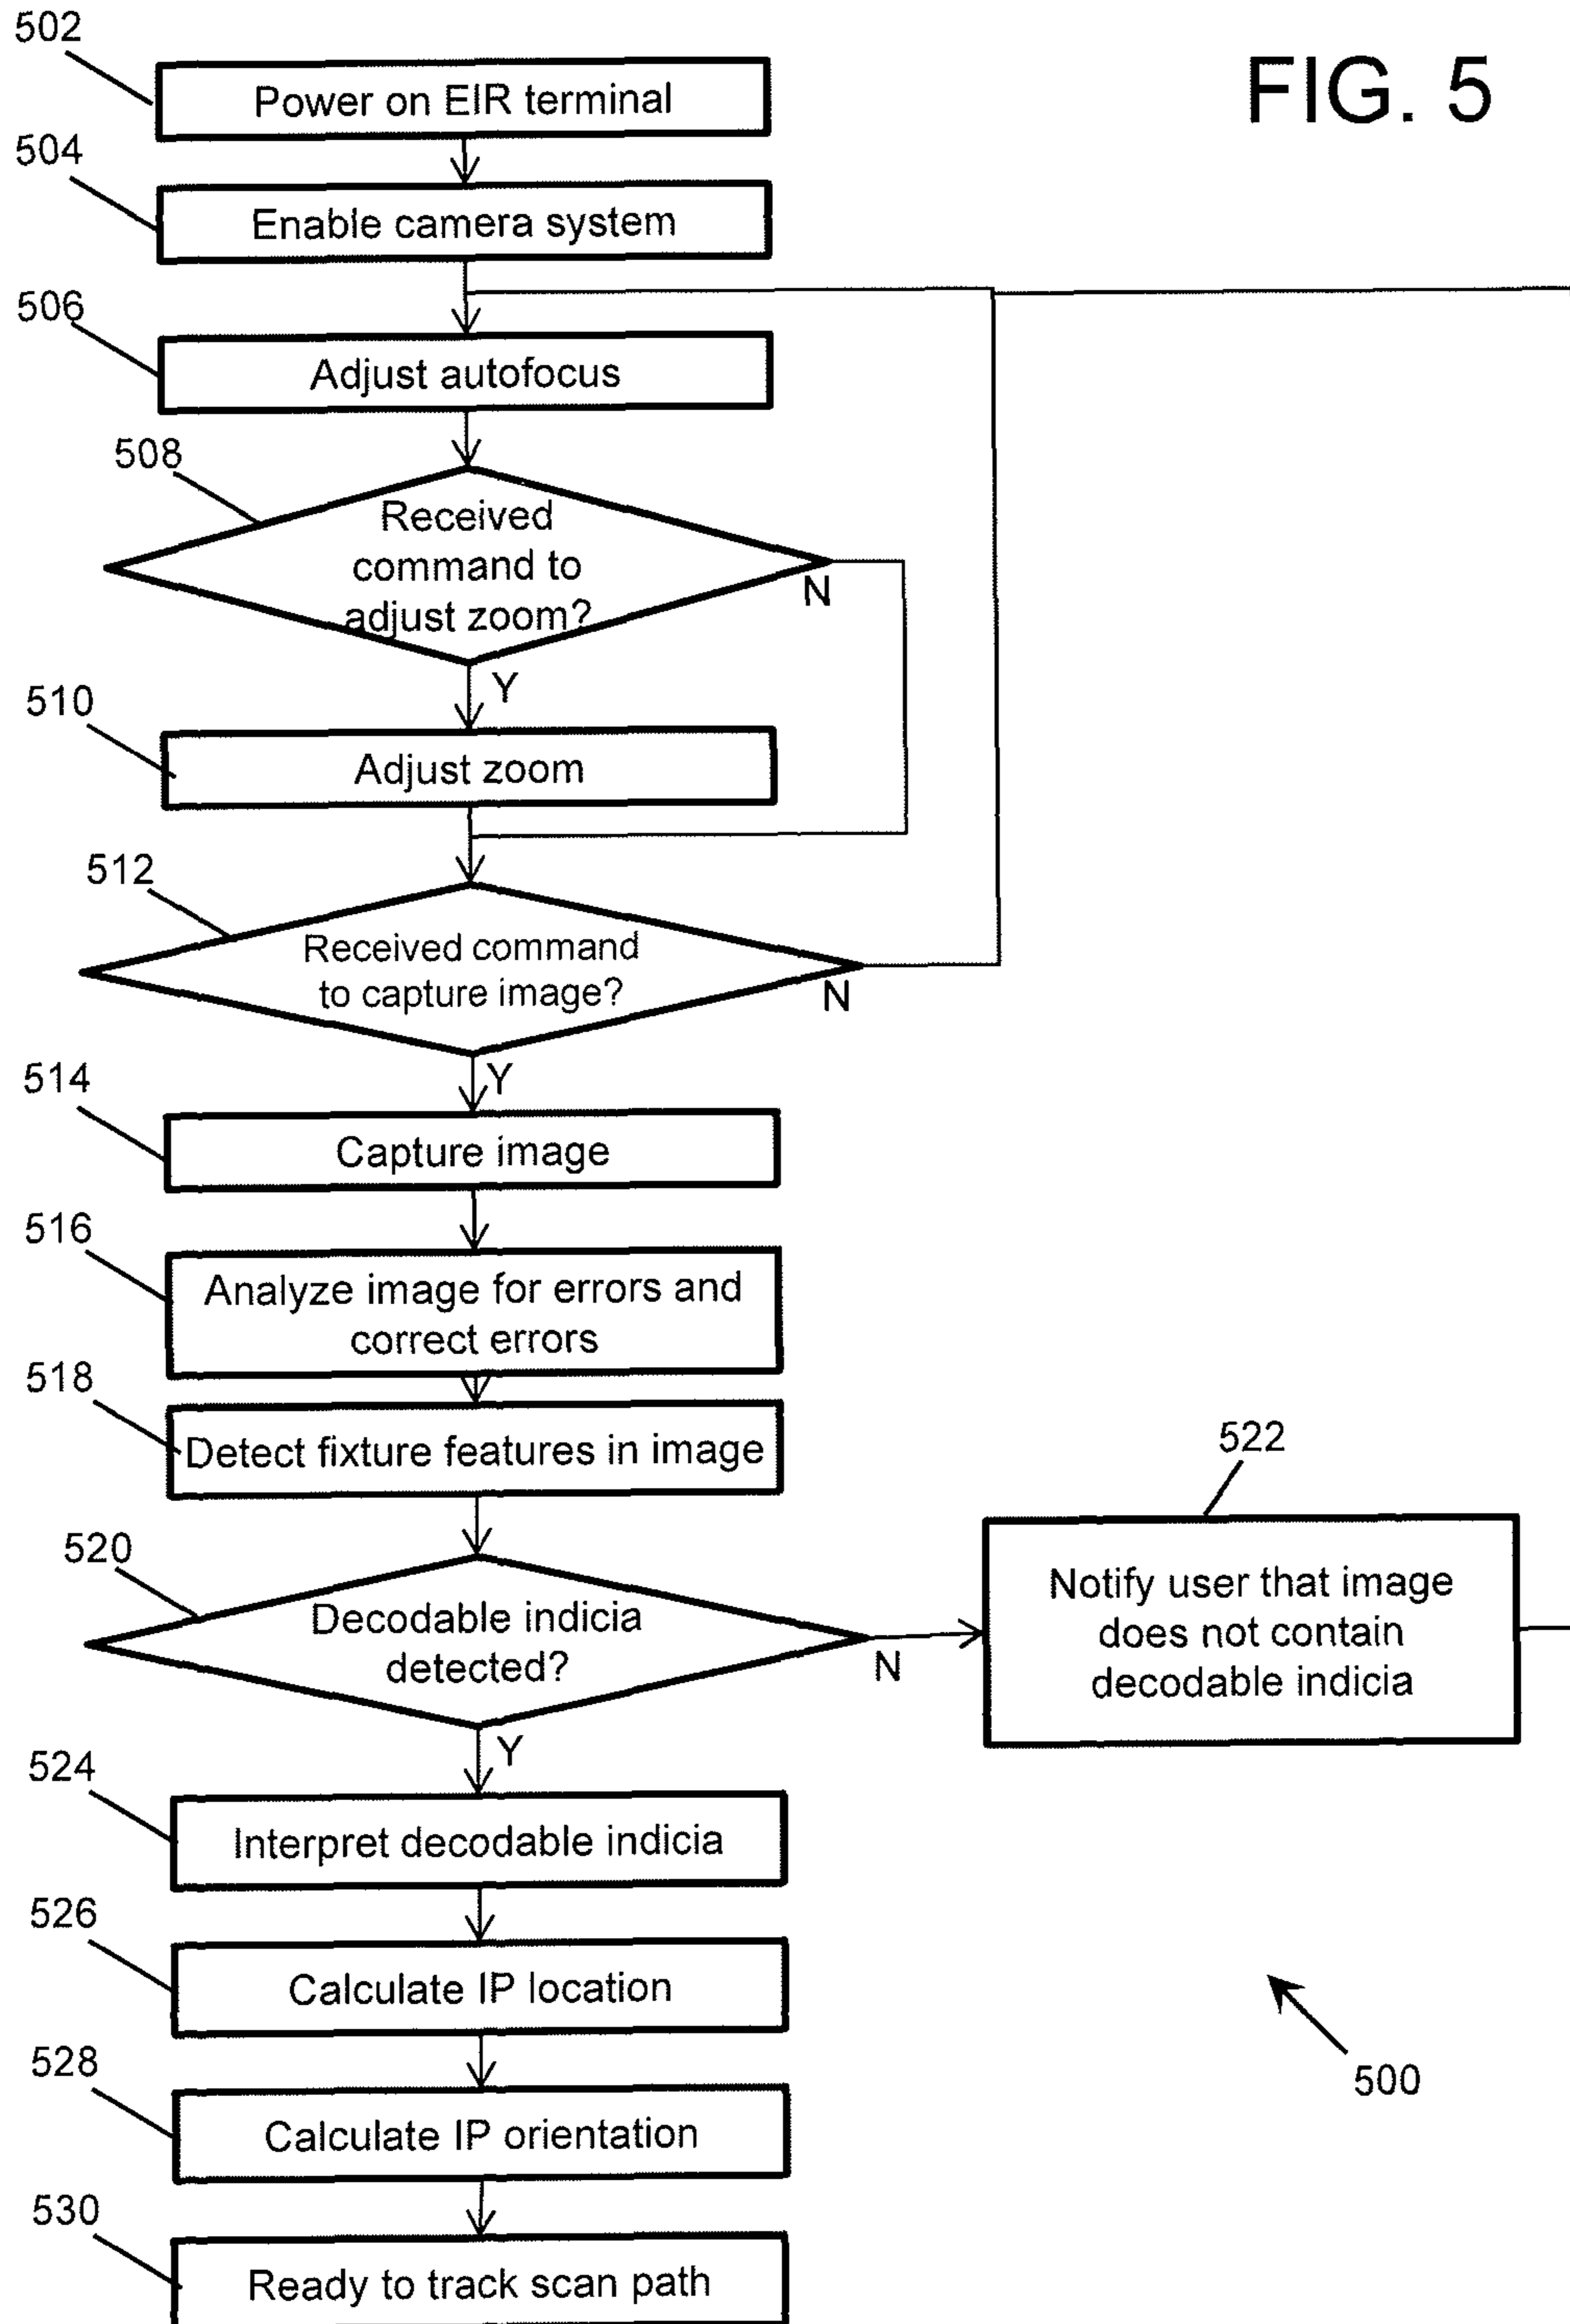 FIG. 5
502
Power on EIR terminal
504
Enable camera system
506
Adjust autofocus
508
Received
command to
adjust zoom?
N
Y
510
Adjust zoom
512
Received command
to capture image?
N
Y
514
Capture image
516
Analyze image for errors and
correct errors
518
Detect fixture features in image
520
Decodable indicia
detected?
N
522
Notify user that image
does not contain
decodable indicia
Y
524
Interpret decodable indicia
526
Calculate IP location
528
Calculate IP orientation
500
530
Ready to track scan path